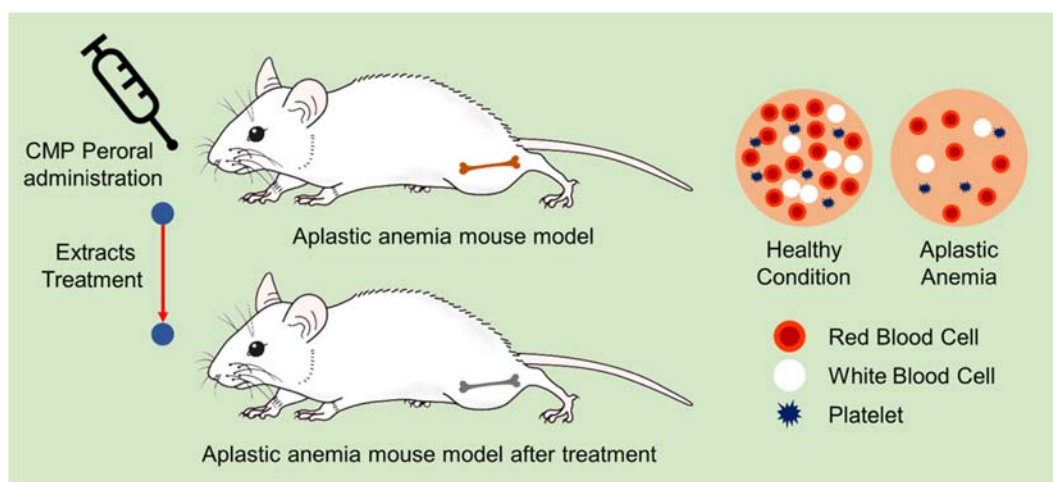 CMP Peroral
administration
Extracts
Treatment
Aplastic anemia mouse model
Aplastic anemia mouse model after treatment
Healthy
Condition
Aplastic
Anemia
Red Blood Cell
White Blood Cell
Platelet